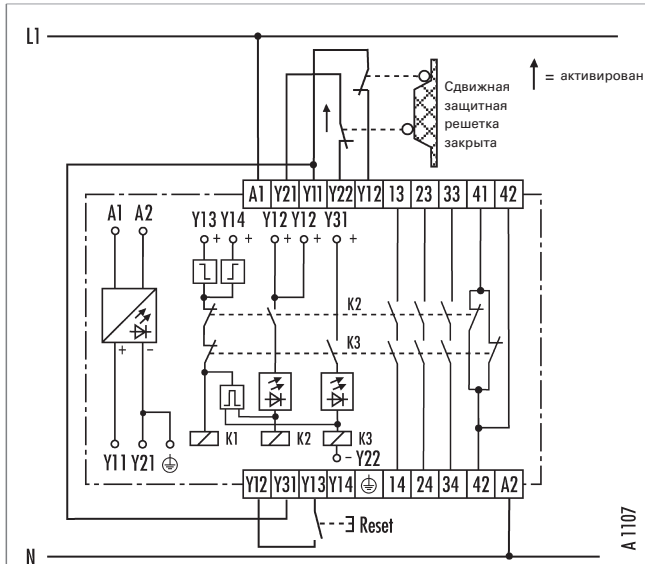 L1
Сдвижная
защитная
решетка
закрыта
= активирован
A1 Y21 Y11 Y22 Y12 13 23 33 41 42
A1 A2
Y13 + Y14 + Y12 + Y12 + Y31 +
K2
K3
+ −
K1 K2 K3
− Y22
Y11 Y21
Y12 Y31 Y13 Y14 14 24 34 42 A2
Reset
N
A 1107